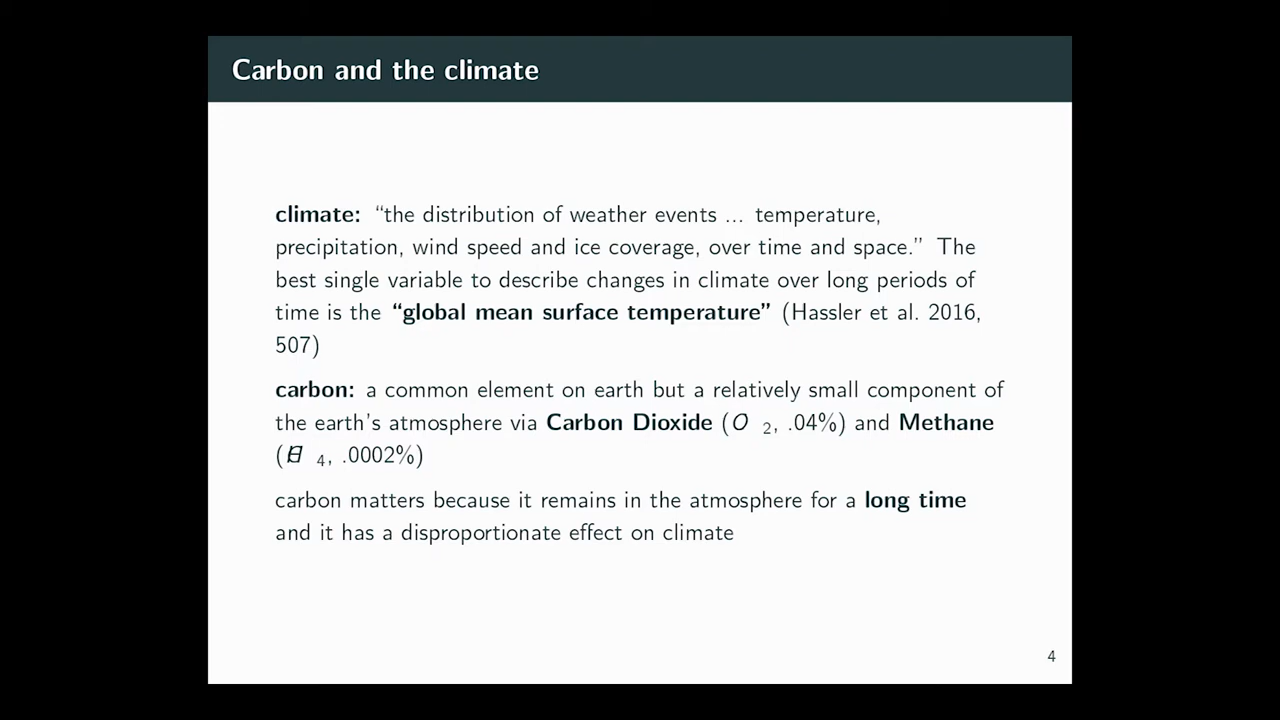 Carbon and the climate
climate: “the distribution of weather events ... temperature,
precipitation, wind speed and ice coverage, over time and space.” The
best single variable to describe changes in climate over long periods of
time is the “global mean surface temperature” (Hassler et al. 2016,
507)
carbon: a common element on earth but a relatively small component of
the earth's atmosphere via Carbon Dioxide (O 2, .04%) and Methane
( 4, .0002%)
carbon matters because it remains in the atmosphere for a long time
and it has a disproportionate effect on climate
4